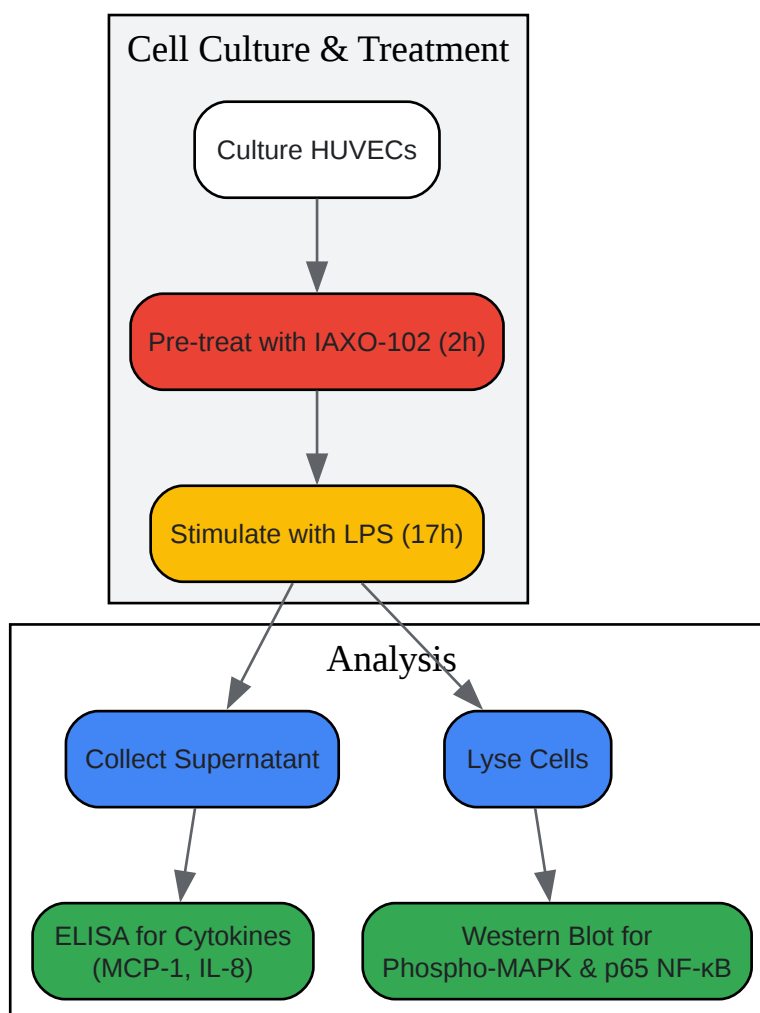 Cell Culture & Treatment
Culture HUVECs
Pre-treat with IAXO-102 (2h)
Stimulate with LPS (17h)
Analysis
Collect Supernatant
Lyse Cells
ELISA for Cytokines
(MCP-1, IL-8)
Western Blot for
Phospho-MAPK & p65 NF-κB